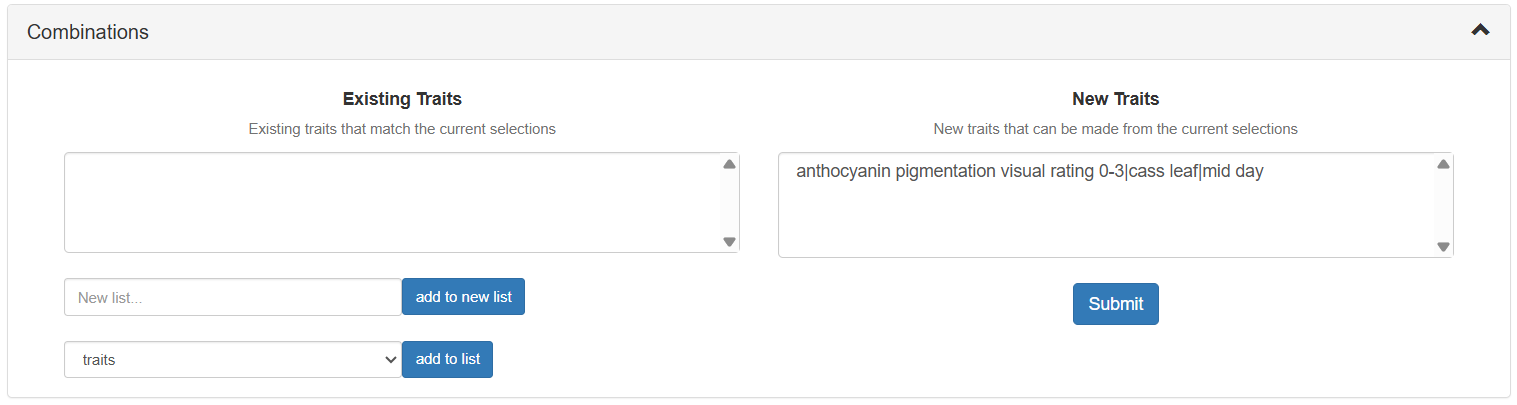 Combinations
Existing Traits
Existing traits that match the current selections
New list...
add to new list
traits
add to list
New Traits
New traits that can be made from the current selections
anthocyanin pigmentation visual rating 0-3|cass leaf|mid day
Submit